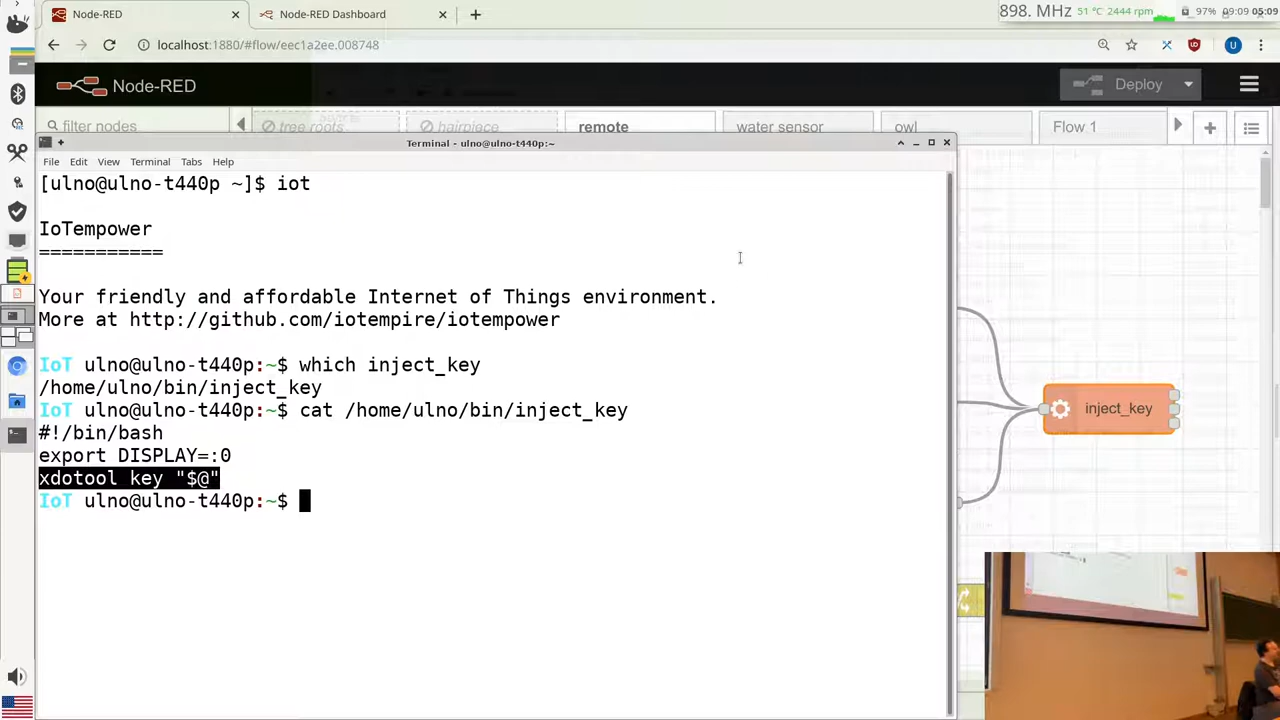 Node-RED
Node-RED Dashboard
898. MHz 51 °C 2444 rpm 97% 09:09 05:09
localhost:1880/#flow/eec1a2ee.008748
U
Node-RED
Deploy
filter nodes
tree roots
hairpiece
remote
water sensor
owl
Flow 1
Terminal - ulno@ulno-t440p:~
File Edit View Terminal Tabs Help
[ulno@ulno-t440p ~]$ iot
IoTempower
===========
Your friendly and affordable Internet of Things environment.
More at http://github.com/iotempire/iotempower
IoT ulno@ulno-t440p:~$ which inject_key
/home/ulno/bin/inject_key
IoT ulno@ulno-t440p:~$ cat /home/ulno/bin/inject_key
#!/bin/bash
export DISPLAY=:0
xdotool key "$@"
IoT ulno@ulno-t440p:~$
inject_key